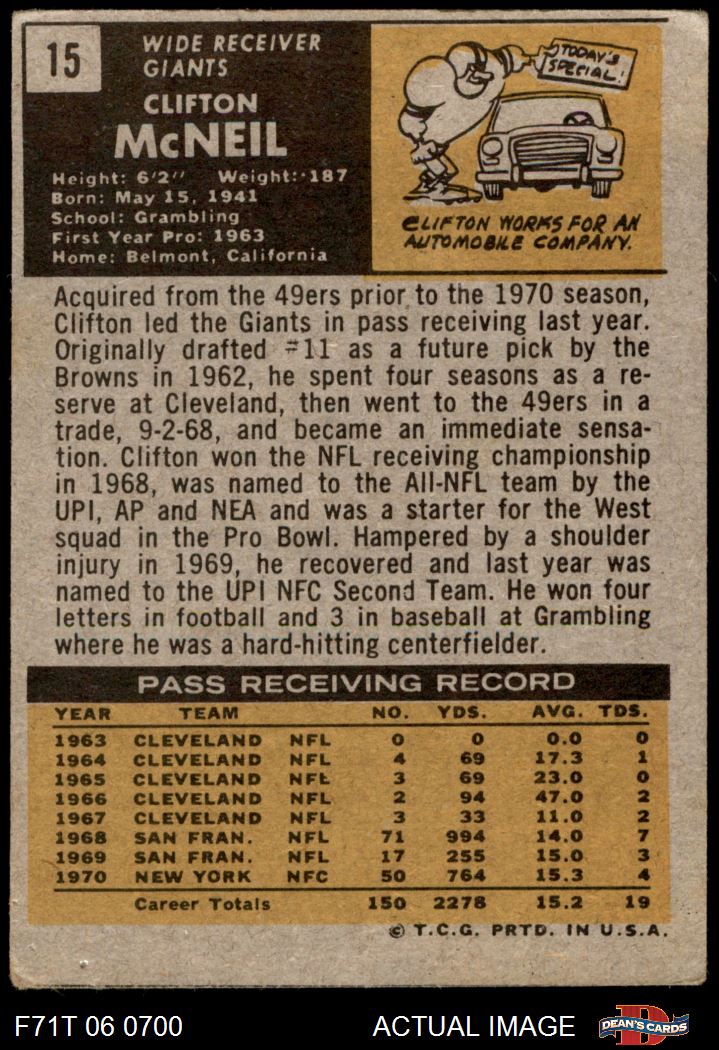 15
WIDE RECEIVER
GIANTS
CLIFTON
McNEIL
Height: 6'2" Weight: 187
Born: May 15, 1941
School: Grambling
First Year Pro: 1963
Home: Belmont, California
TODAY'S
SPECIAL!
CLIFTON WORKS FOR AN
AUTOMOBILE COMPANY.
Acquired from the 49ers prior to the 1970 season,
Clifton led the Giants in pass receiving last year.
Originally drafted #11 as a future pick by the
Browns in 1962, he spent four seasons as a re-
serve at Cleveland, then went to the 49ers in a
trade, 9-2-68, and became an immediate sensa-
tion. Clifton won the NFL receiving championship
in 1968, was named to the All-NFL team by the
UPI, AP and NEA and was a starter for the West
squad in the Pro Bowl. Hampered by a shoulder
injury in 1969, he recovered and last year was
named to the UPI NFC Second Team. He won four
letters in football and 3 in baseball at Grambling
where he was a hard-hitting centerfielder.
PASS RECEIVING RECORD
YEAR TEAM NO. YDS. AVG. TDS.
1963 CLEVELAND NFL 0 0 0.0 0
1964 CLEVELAND NFL 4 69 17.3 1
1965 CLEVELAND NFL 3 69 23.0 0
1966 CLEVELAND NFL 2 94 47.0 2
1967 CLEVELAND NFL 3 33 11.0 2
1968 SAN FRAN. NFL 71 994 14.0 7
1969 SAN FRAN. NFL 17 255 15.0 3
1970 NEW YORK NFC 50 764 15.3 4
Career Totals 150 2278 15.2 19
© T.C.G. PRTD. IN U.S.A.
F71T 06 0700 ACTUAL IMAGE
D
DEAN'S CARDS